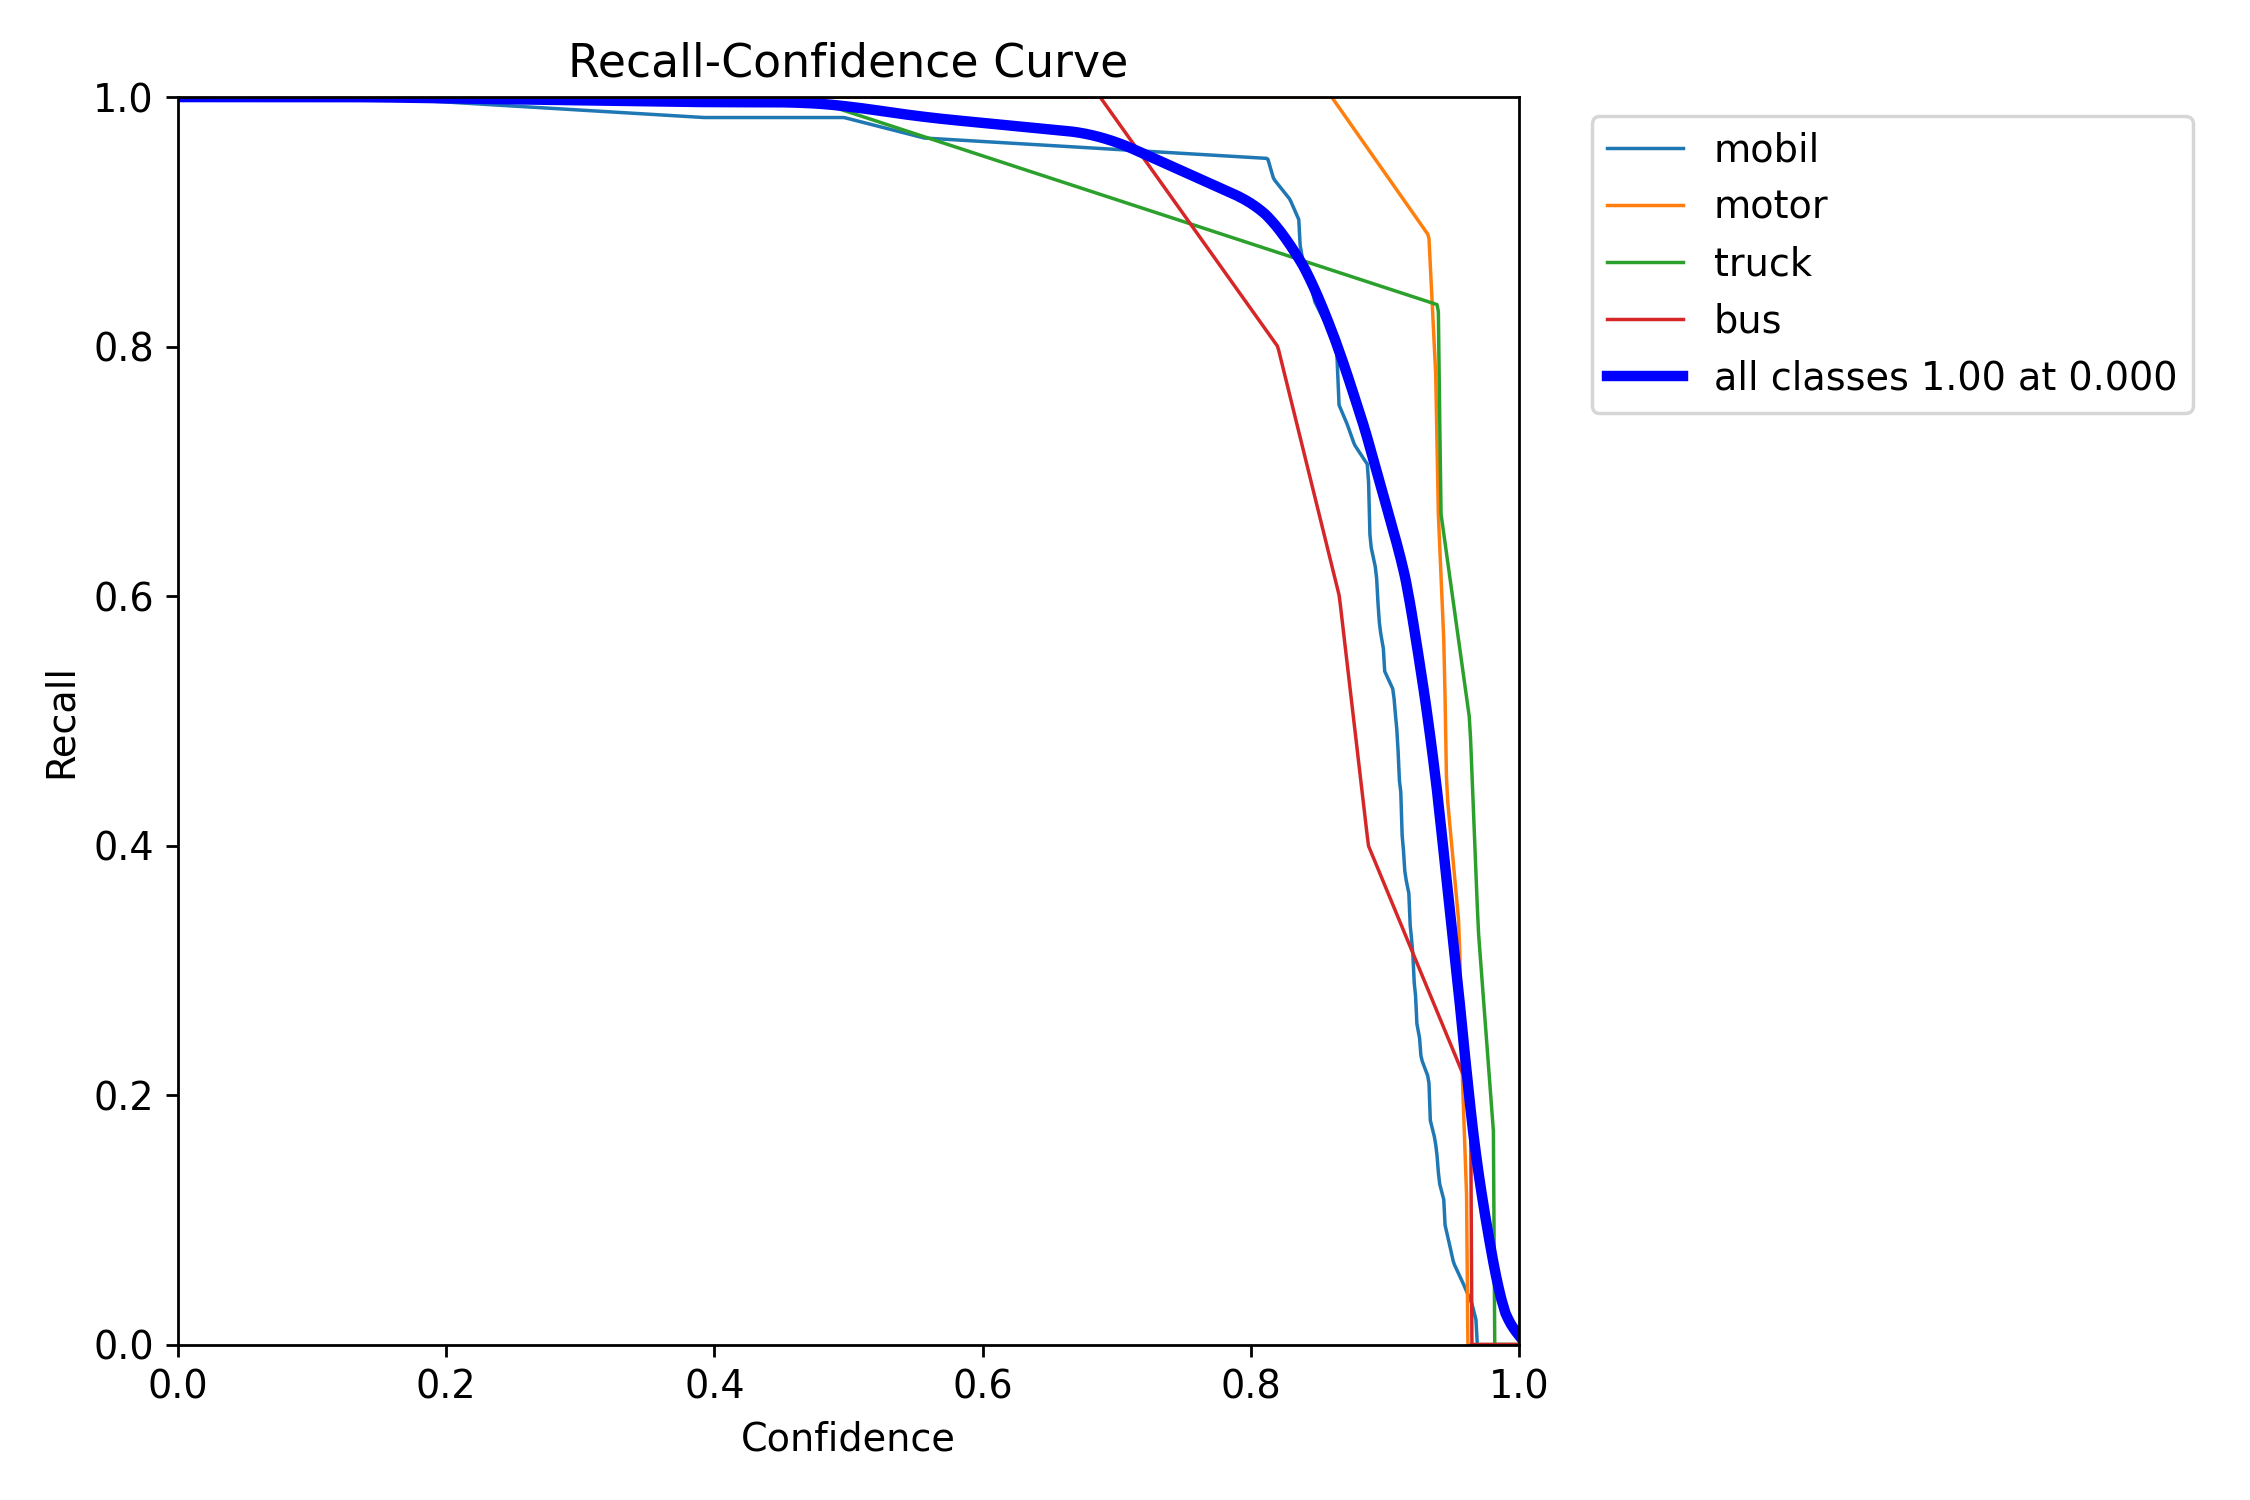 Recall-Confidence Curve
1.0
0.8
0.6
0.4
0.2
0.0
Recall
0.0 0.2 0.4 0.6 0.8 1.0
Confidence
mobil
motor
truck
bus
all classes 1.00 at 0.000